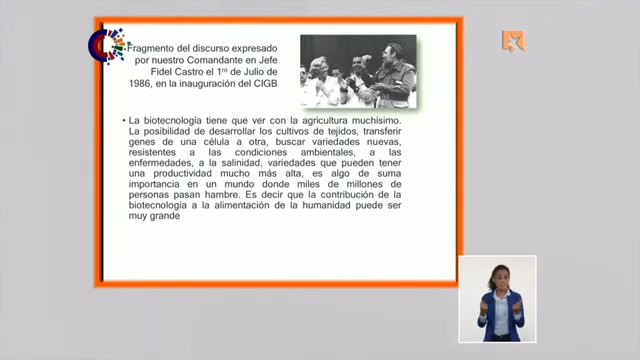 Fragmento del discurso expresado
por nuestro Comandante en Jefe
Fidel Castro el 1ro de Julio de
1986, en la inauguración del CIGB
• La biotecnología tiene que ver con la agricultura muchísimo.
La posibilidad de desarrollar los cultivos de tejidos, transferir
genes de una célula a otra, buscar variedades nuevas,
resistentes a las condiciones ambientales, a las
enfermedades, a la salinidad, variedades que pueden tener
una productividad mucho más alta, es algo de suma
importancia en un mundo donde miles de millones de
personas pasan hambre. Es decir que la contribución de la
biotecnología a la alimentación de la humanidad puede ser
muy grande